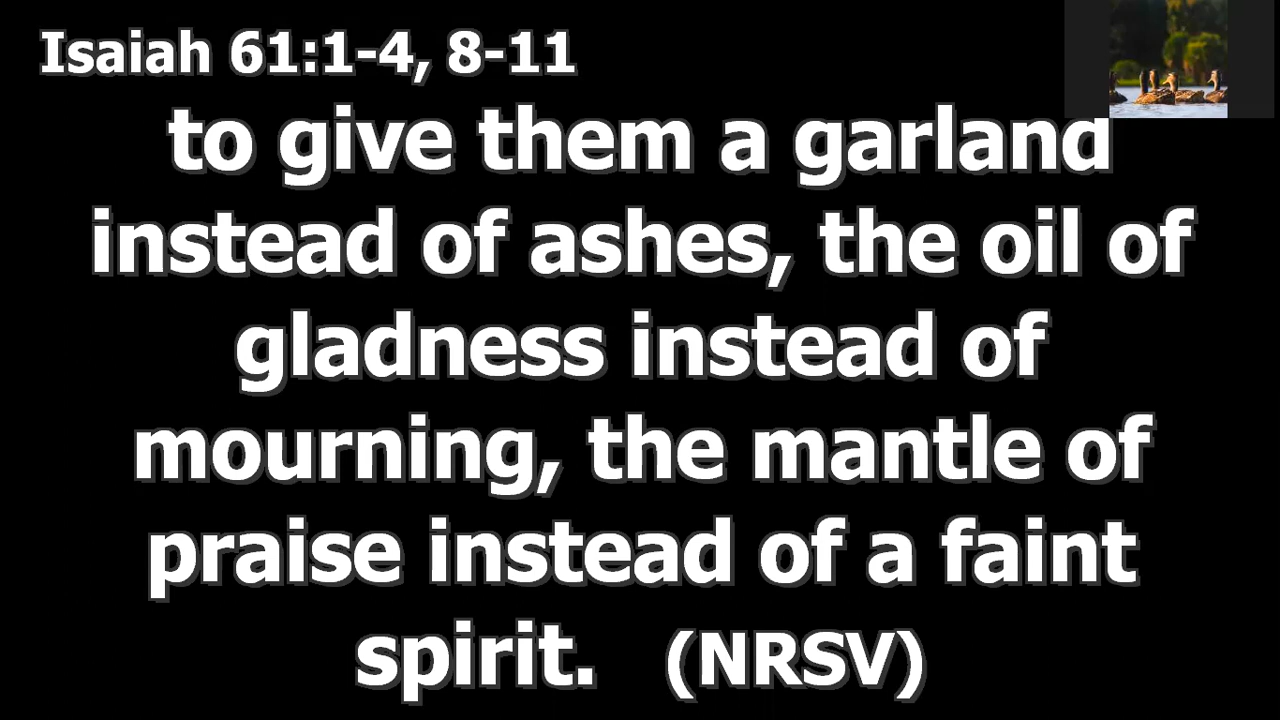 Isaiah 61:1-4, 8-11
to give them a garland
instead of ashes, the oil of
gladness instead of
mourning, the mantle of
praise instead of a faint
spirit. (NRSV)